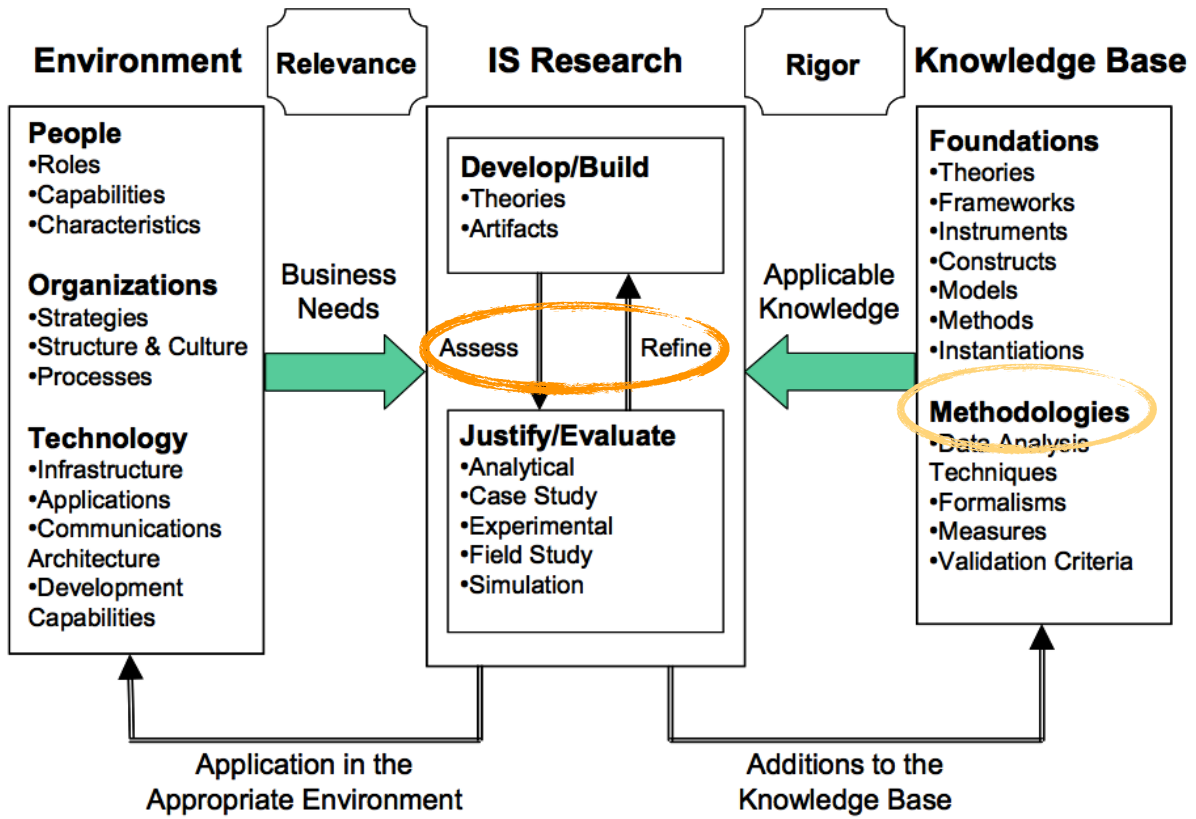 Environment
Relevance
IS Research
Rigor
Knowledge Base
People
•Roles
•Capabilities
•Characteristics
Organizations
•Strategies
•Structure & Culture
•Processes
Technology
•Infrastructure
•Applications
•Communications
Architecture
•Development
Capabilities
Business
Needs
Develop/Build
•Theories
•Artifacts
Assess
Refine
Justify/Evaluate
•Analytical
•Case Study
•Experimental
•Field Study
•Simulation
Applicable
Knowledge
Foundations
•Theories
•Frameworks
•Instruments
•Constructs
•Models
•Methods
•Instantiations
Methodologies
•Data Analysis
Techniques
•Formalisms
•Measures
•Validation Criteria
Application in the
Appropriate Environment
Additions to the
Knowledge Base